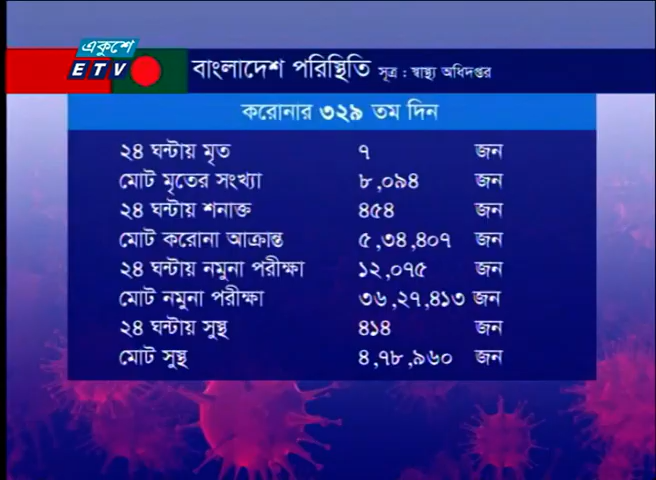 একুশে
ETV
বাংলাদেশ পরিস্থিতি সূত্র : স্বাস্থ্য অধিদপ্তর
করোনার ৩২৯ তম দিন
২৪ ঘন্টায় মৃত ৭ জন
মোট মৃতের সংখ্যা ৮,০৯৪ জন
২৪ ঘন্টায় শনাক্ত ৪৫৪ জন
মোট করোনা আক্রান্ত ৫,৩৪,৪০৭ জন
২৪ ঘন্টায় নমুনা পরীক্ষা ১২,০৭৫ জন
মোট নমুনা পরীক্ষা ৩৬,২৭,৪১৩ জন
২৪ ঘন্টায় সুস্থ ৪১৪ জন
মোট সুস্থ ৪,৭৮,৯৬০ জন